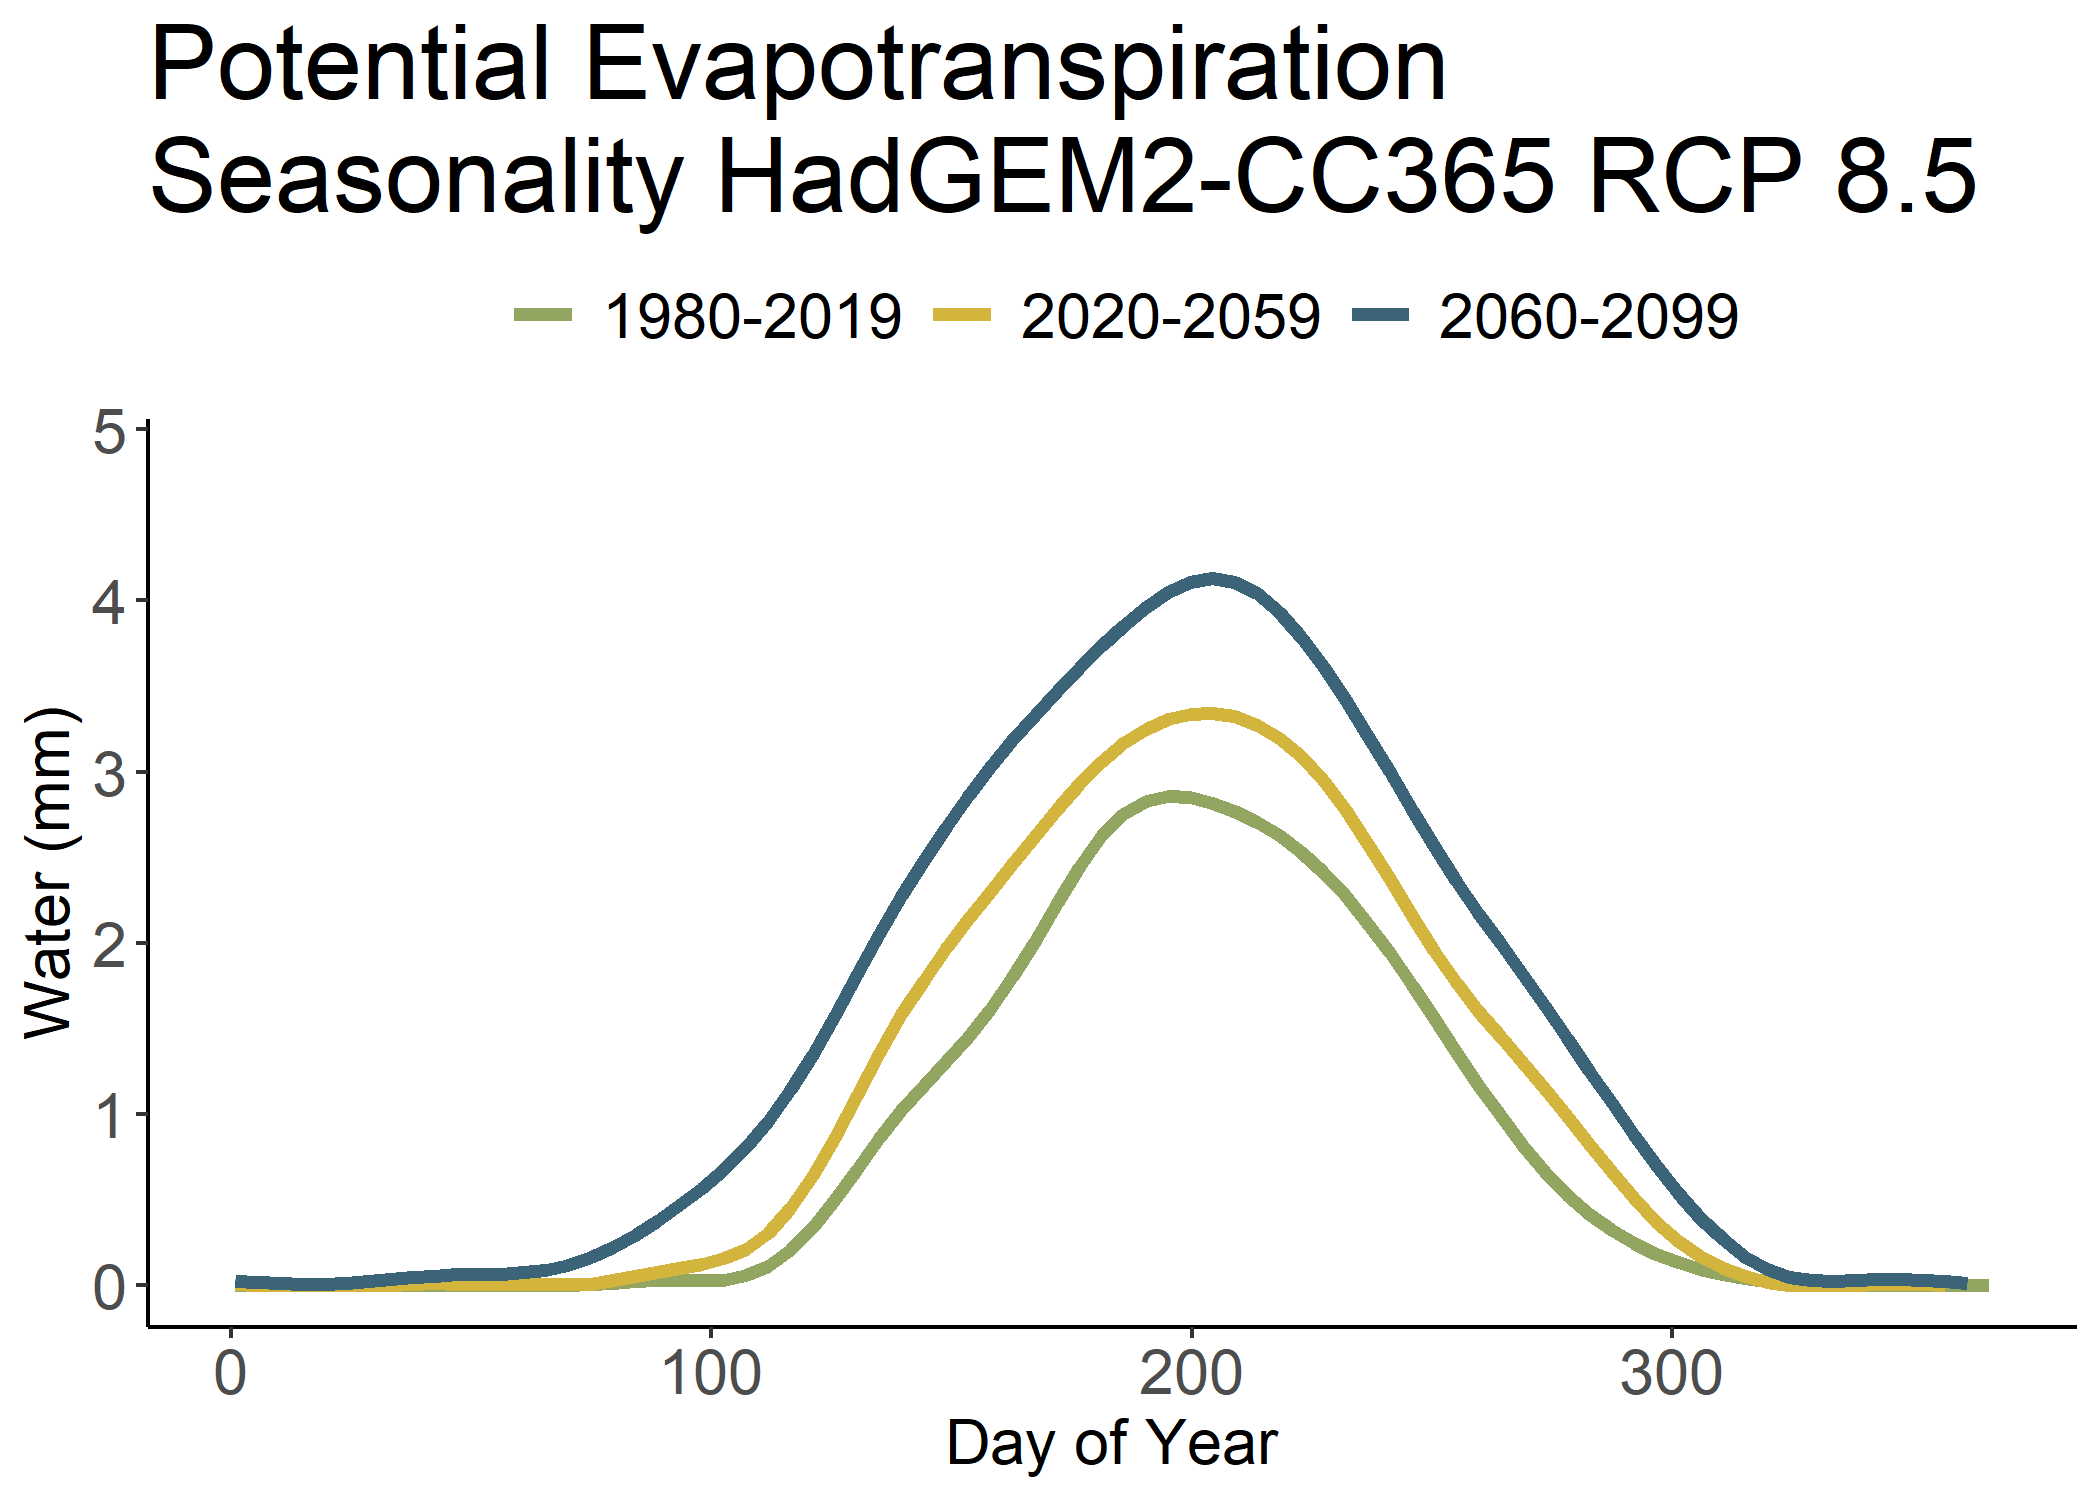 Potential Evapotranspiration
Seasonality HadGEM2-CC365 RCP 8.5
1980-2019 2020-2059 2060-2099
5
4
3
2
1
0
Water (mm)
0 100 200 300
Day of Year